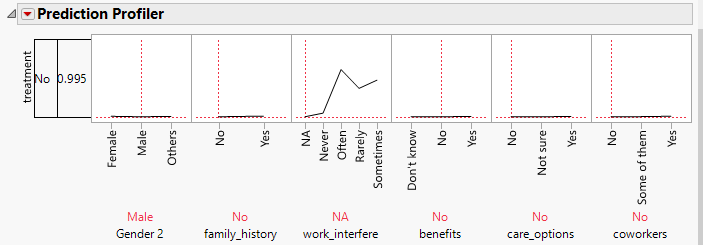 Prediction Profiler
treatment
No 0.995
Female
Male
Others
No
Yes
NA
Never
Often
Rarely
Sometimes
Don't know
No
Yes
No
Not sure
Yes
No
Some of them
Yes
Male No NA No No No
Gender 2 family_history work_interfere benefits care_options coworkers